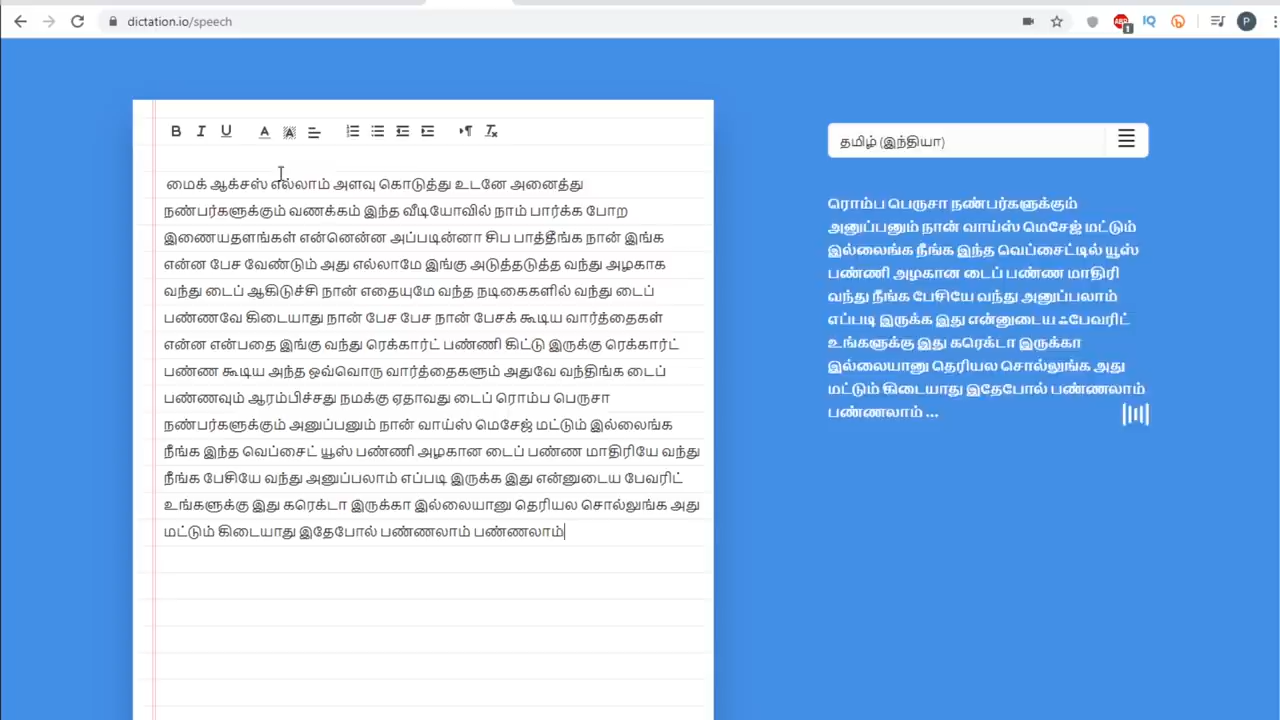 dictation.io/speech
1
P
B I U A A
மைக் ஆக்சஸ் எல்லாம் அளவு கொடுத்து உடனே அனைத்து
நண்பர்களுக்கும் வணக்கம் இந்த வீடியோவில் நாம் பார்க்க போற
இணையதளங்கள் என்னென்ன அப்படின்னா சிப பாத்தீங்க நான் இங்க
என்ன பேச வேண்டும் அது எல்லாமே இங்கு அடுத்தடுத்த வந்து அழகாக
வந்து டைப் ஆகிடுச்சி நான் எதையுமே வந்த நடிகைகளில் வந்து டைப்
பண்ணவே கிடையாது நான் பேச பேச நான் பேசக் கூடிய வார்த்தைகள்
என்ன என்பதை இங்கு வந்து ரெக்கார்ட் பண்ணி கிட்டு இருக்கு ரெக்கார்ட்
பண்ண கூடிய அந்த ஒவ்வொரு வார்த்தைகளும் அதுவே வந்திங்க டைப்
பண்ணவும் ஆரம்பிச்சது நமக்கு ஏதாவது டைப் ரொம்ப பெருசா
நண்பர்களுக்கும் அனுப்பனும் நான் வாய்ஸ் மெசேஜ் மட்டும் இல்லைங்க
நீங்க இந்த வெப்சைட் யூஸ் பண்ணி அழகான டைப் பண்ண மாதிரியே வந்து
நீங்க பேசியே வந்து அனுப்பலாம் எப்படி இருக்க இது என்னுடைய பேவரிட்
உங்களுக்கு இது கரெக்டா இருக்கா இல்லையானு தெரியல சொல்லுங்க அது
மட்டும் கிடையாது இதேபோல் பண்ணலாம் பண்ணலாம்
தமிழ் (இந்தியா)
ரொம்ப பெருசா நண்பர்களுக்கும்
அனுப்பனும் நான் வாய்ஸ் மெசேஜ் மட்டும்
இல்லைங்க நீங்க இந்த வெப்சைட்டில் யூஸ்
பண்ணி அழகான டைப் பண்ண மாதிரி
வந்து நீங்க பேசியே வந்து அனுப்பலாம்
எப்படி இருக்க இது என்னுடைய ஃபேவரிட்
உங்களுக்கு இது கரெக்டா இருக்கா
இல்லையானு தெரியல சொல்லுங்க அது
மட்டும் கிடையாது இதேபோல் பண்ணலாம்
பண்ணலாம் ...